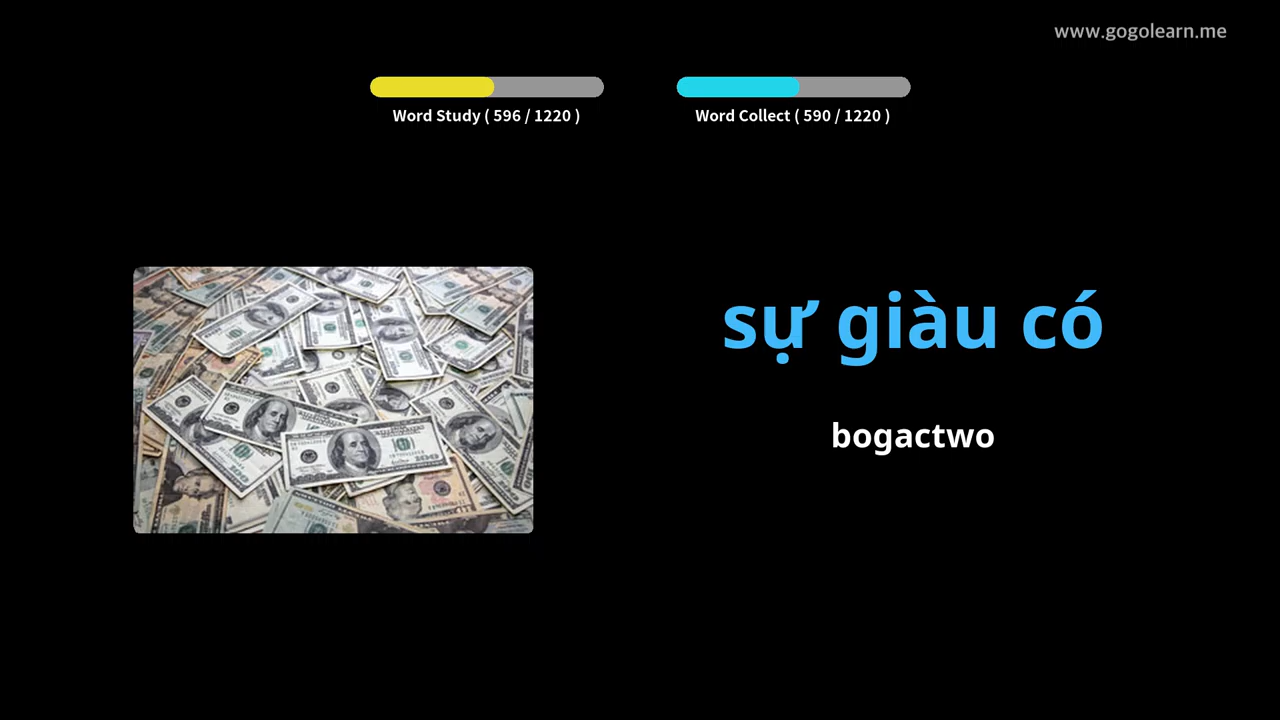 www.gogolearn.me
Word Study ( 596 / 1220 )
Word Collect ( 590 / 1220 )
sự giàu có
bogactwo